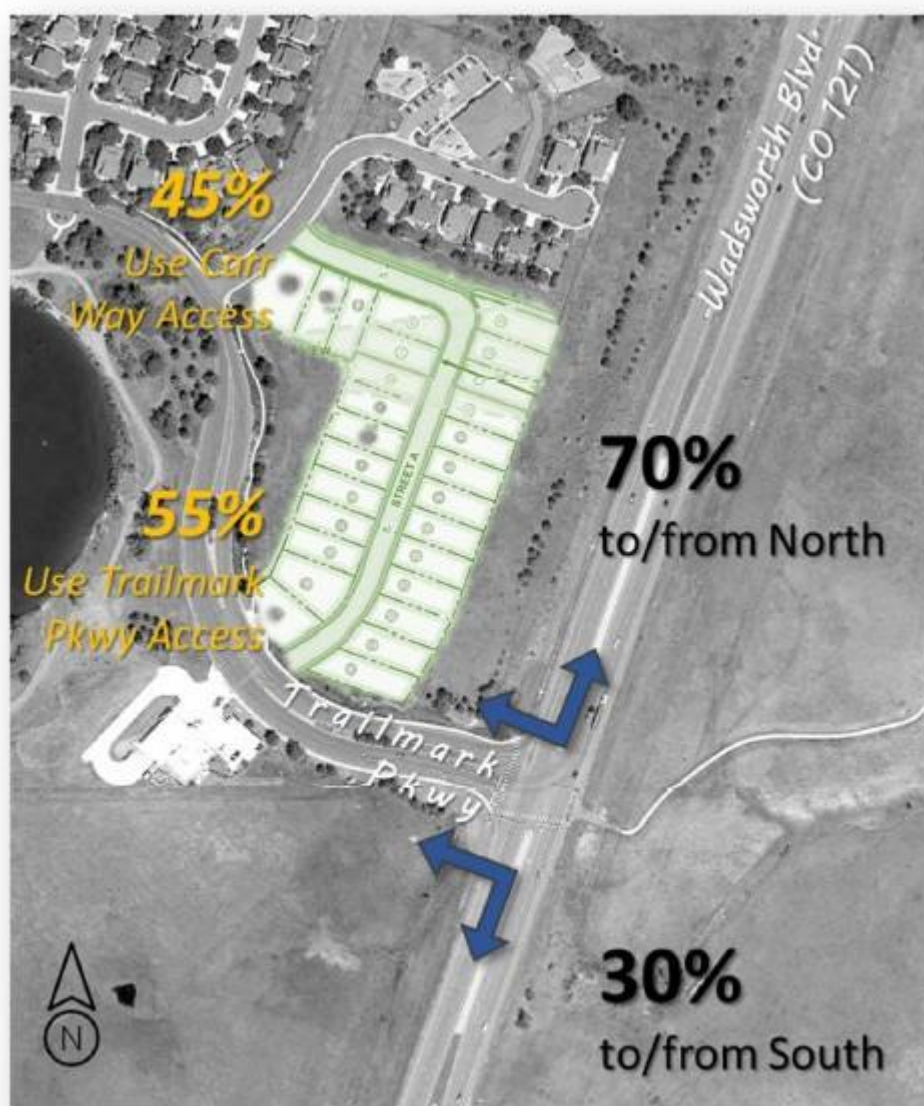 Wadsworth Blvd.
(CO 121)
45%
Use Carr
Way Access
70%
to/from North
STREET A
55%
Use Trailmark
Pkwy Access
Trailmark
Pkwy
30%
to/from South
N